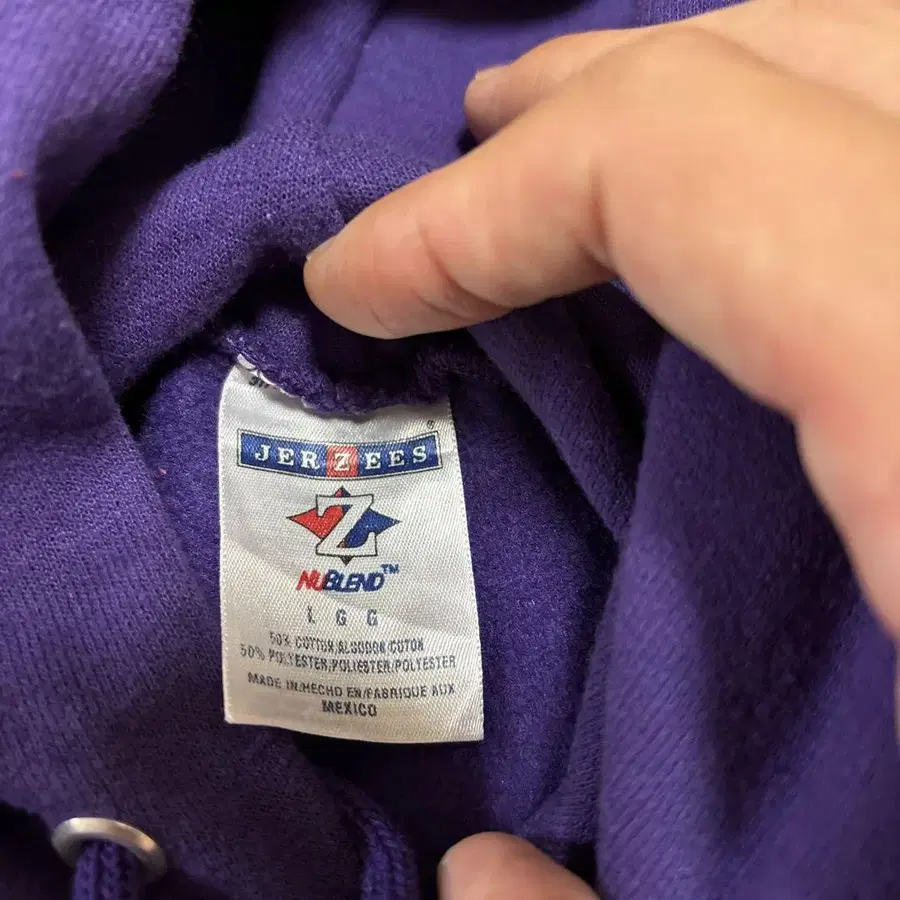 JERZEES®
Z
NUBLEND™
L G G
50% COTTON/ALGODON/COTON
50% POLYESTER/POLIESTER/POLYESTER
MADE IN/HECHO EN/FABRIQUE AUX
MEXICO